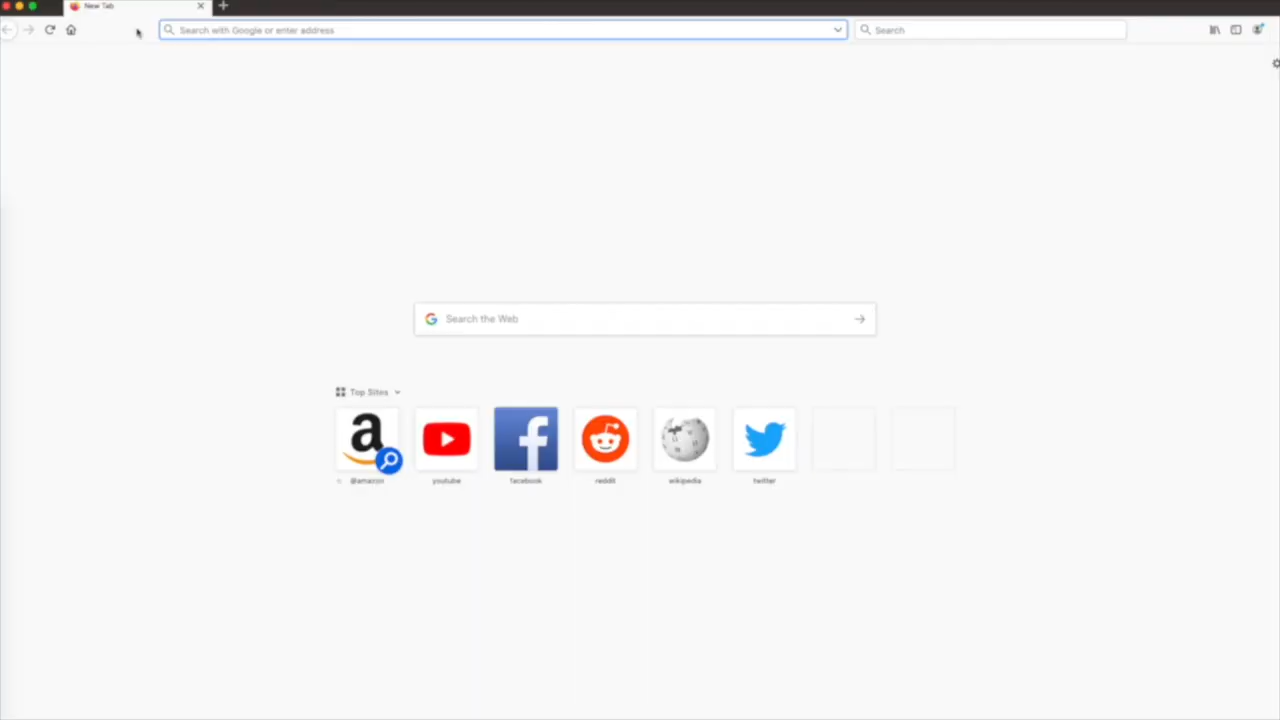 New Tab
Search with Google or enter address
Search
Search the Web
Top Sites
@amazon
youtube
facebook
reddit
wikipedia
twitter